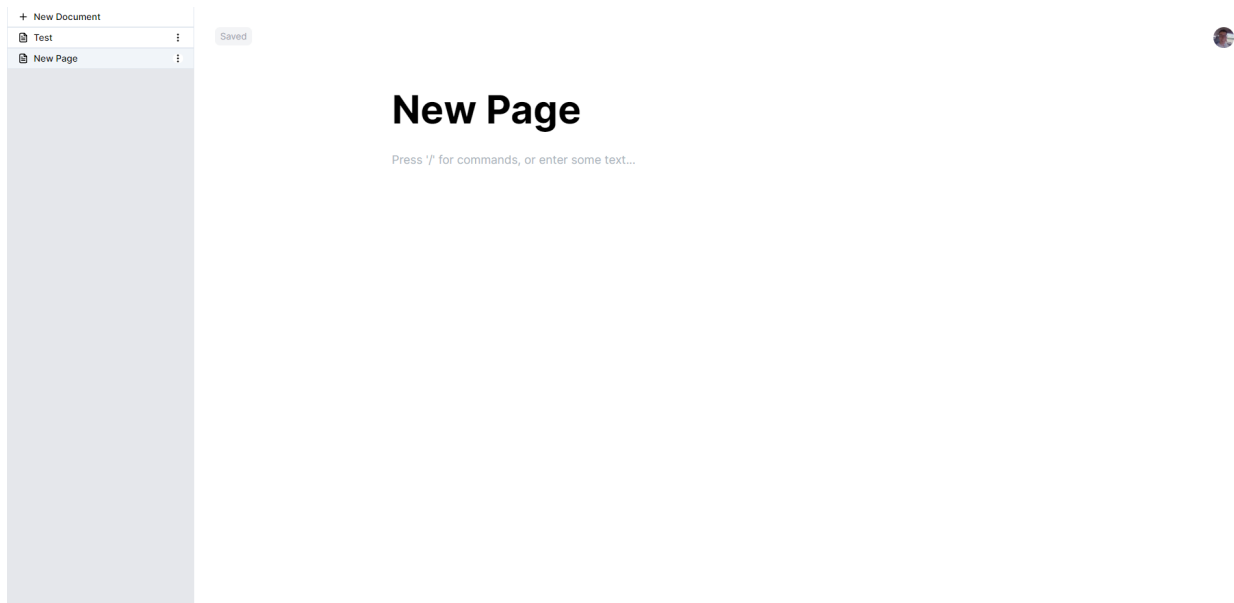 + New Document
Test
New Page
Saved
New Page
Press '/' for commands, or enter some text...